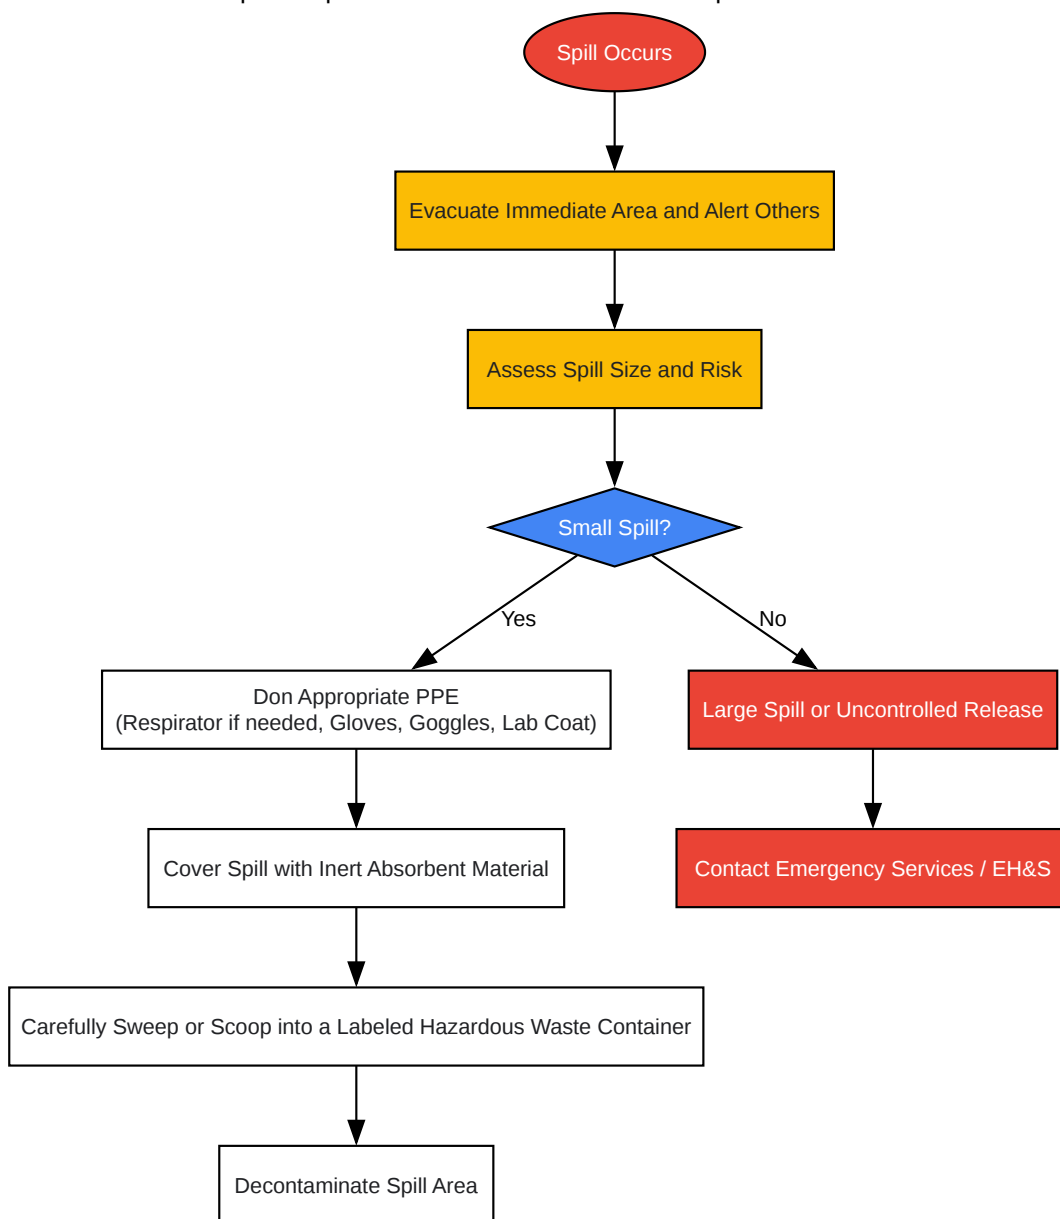 Spill Occurs
Evacuate Immediate Area and Alert Others
Assess Spill Size and Risk
Small Spill?
Yes
No
Don Appropriate PPE
(Respirator if needed, Gloves, Goggles, Lab Coat)
Large Spill or Uncontrolled Release
Cover Spill with Inert Absorbent Material
Contact Emergency Services / EH&S
Carefully Sweep or Scoop into a Labeled Hazardous Waste Container
Decontaminate Spill Area